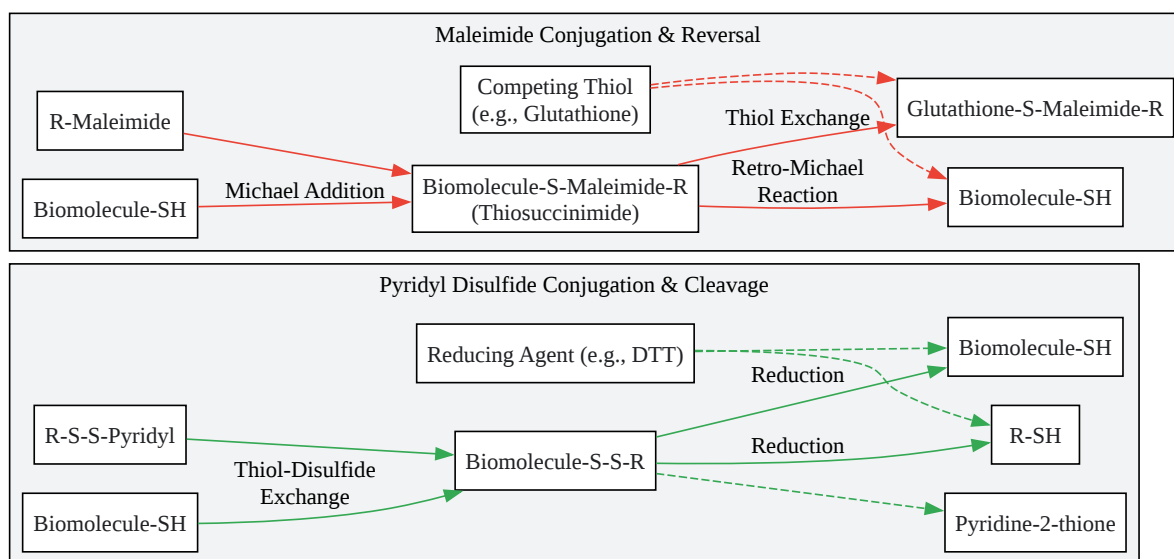 Maleimide Conjugation & Reversal
Competing Thiol
(e.g., Glutathione)
R-Maleimide
Glutathione-S-Maleimide-R
Thiol Exchange
Michael Addition
Biomolecule-SH
Biomolecule-S-Maleimide-R
(Thiosuccinimide)
Retro-Michael
Reaction
Biomolecule-SH
Pyridyl Disulfide Conjugation & Cleavage
Reducing Agent (e.g., DTT)
Biomolecule-SH
Reduction
R-S-S-Pyridyl
R-SH
Reduction
Biomolecule-S-S-R
Thiol-Disulfide
Exchange
Biomolecule-SH
Pyridine-2-thione